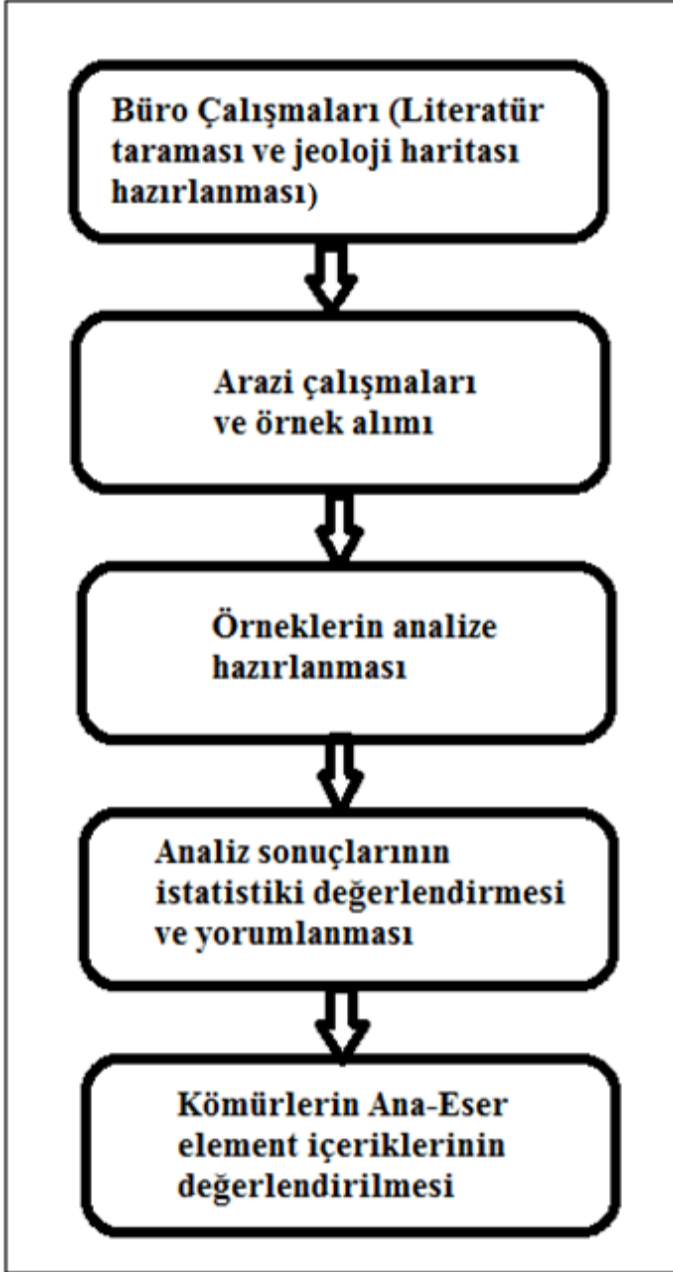 Büro Çalışmaları (Literatür
taraması ve jeoloji haritası
hazırlanması)
Arazi çalışmaları
ve örnek alımı
Örneklerin analize
hazırlanması
Analiz sonuçlarının
istatistiki değerlendirmesi
ve yorumlanması
Kömürlerin Ana-Eser
element içeriklerinin
değerlendirilmesi